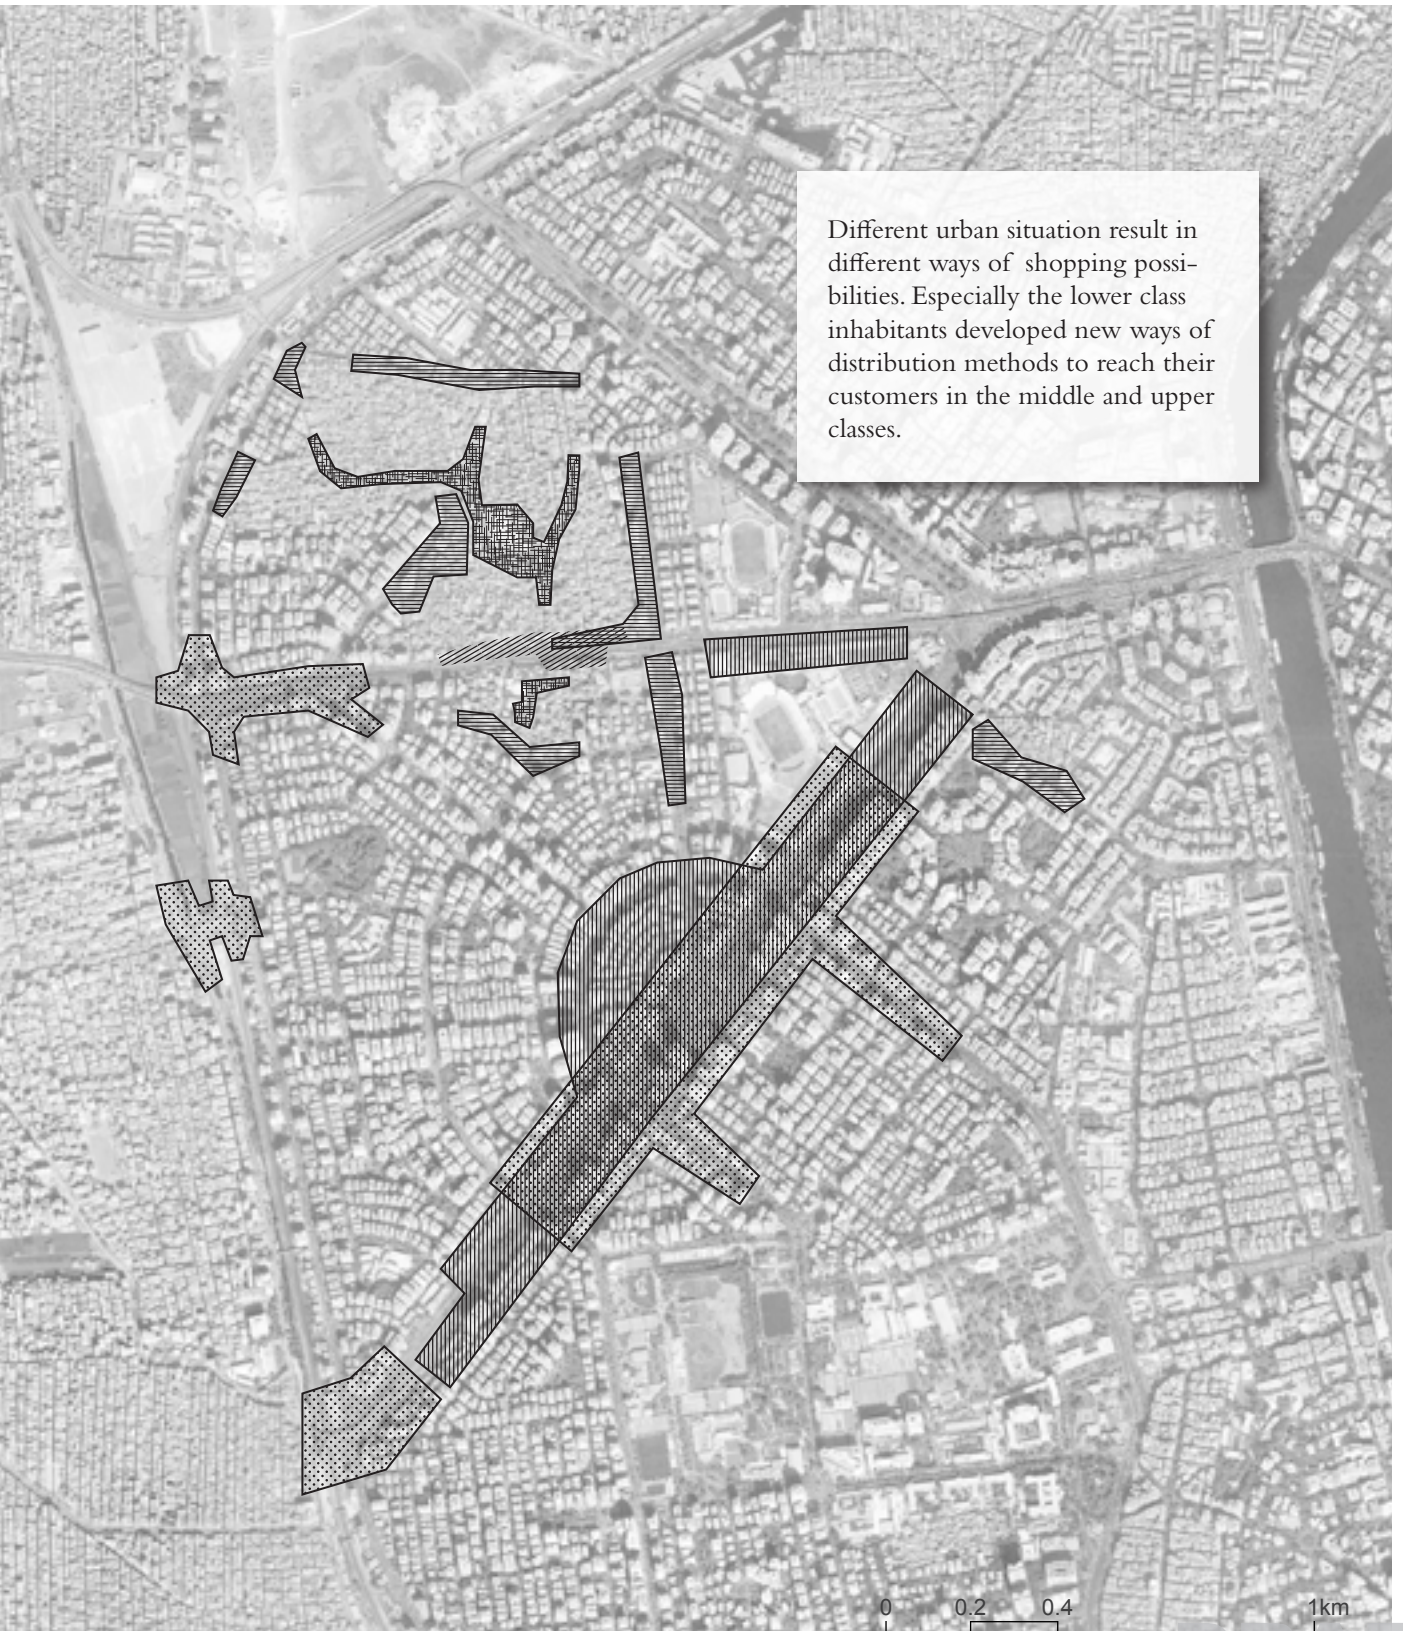 Different urban situation result in
different ways of  shopping possi-
bilities. Especially the lower class
inhabitants developed new ways of
distribution methods to reach their
customers in the middle and upper
classes.
0 0.2 0.4 1km